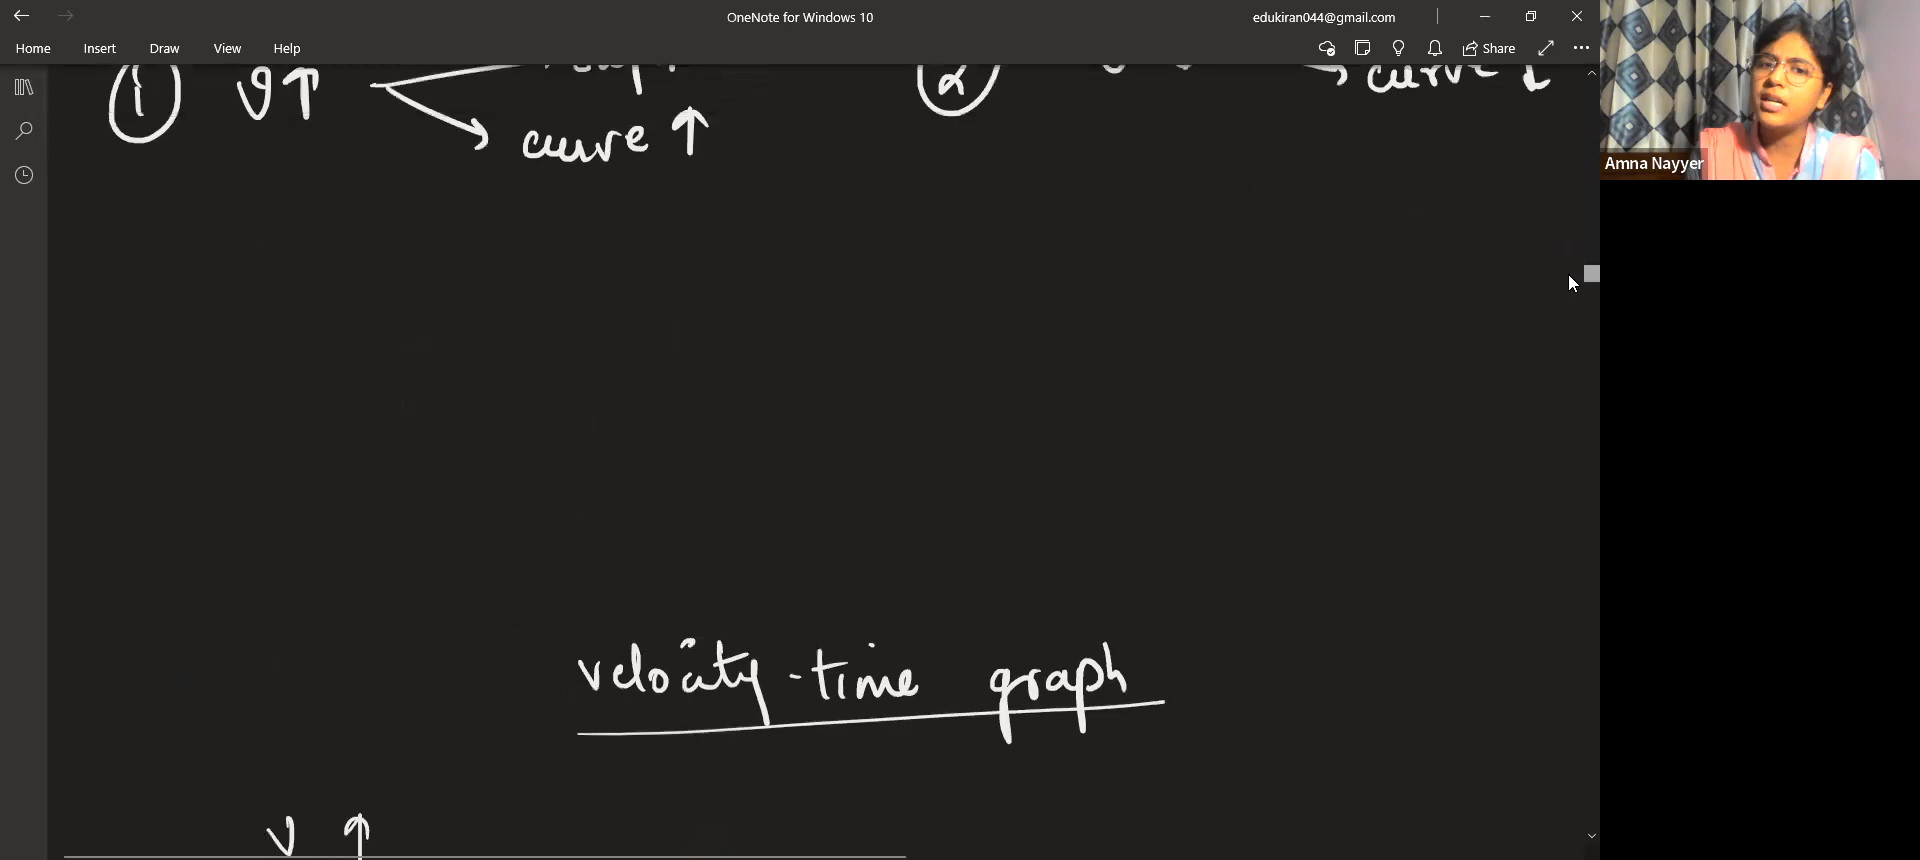 OneNote for Windows 10
edukiran044@gmail.com
Home Insert Draw View Help
Share
① v↑
curve ↑
②
curve ↓
velocity-time graph
v ↑
Amna Nayyer